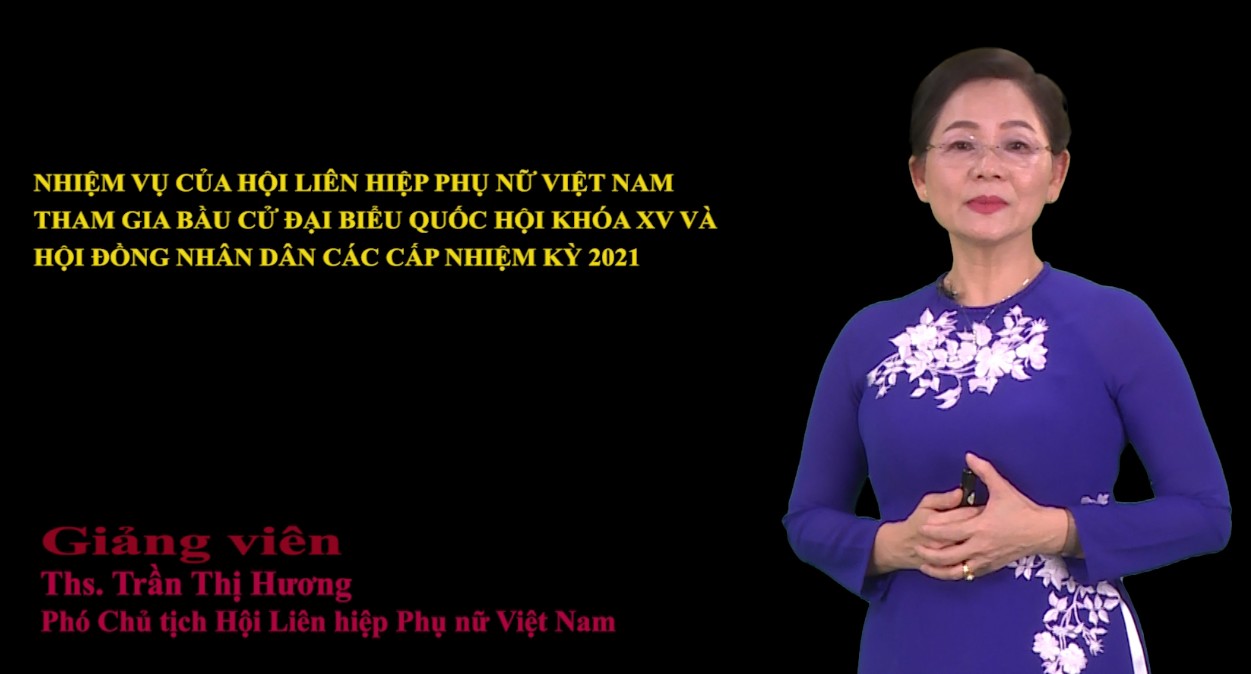 NHIỆM VỤ CỦA HỘI LIÊN HIỆP PHỤ NỮ VIỆT NAM
THAM GIA BẦU CỬ ĐẠI BIỂU QUỐC HỘI KHÓA XV VÀ
HỘI ĐỒNG NHÂN DÂN CÁC CẤP NHIỆM KỲ 2021
Giảng viên
Ths. Trần Thị Hương
Phó Chủ tịch Hội Liên hiệp Phụ nữ Việt Nam